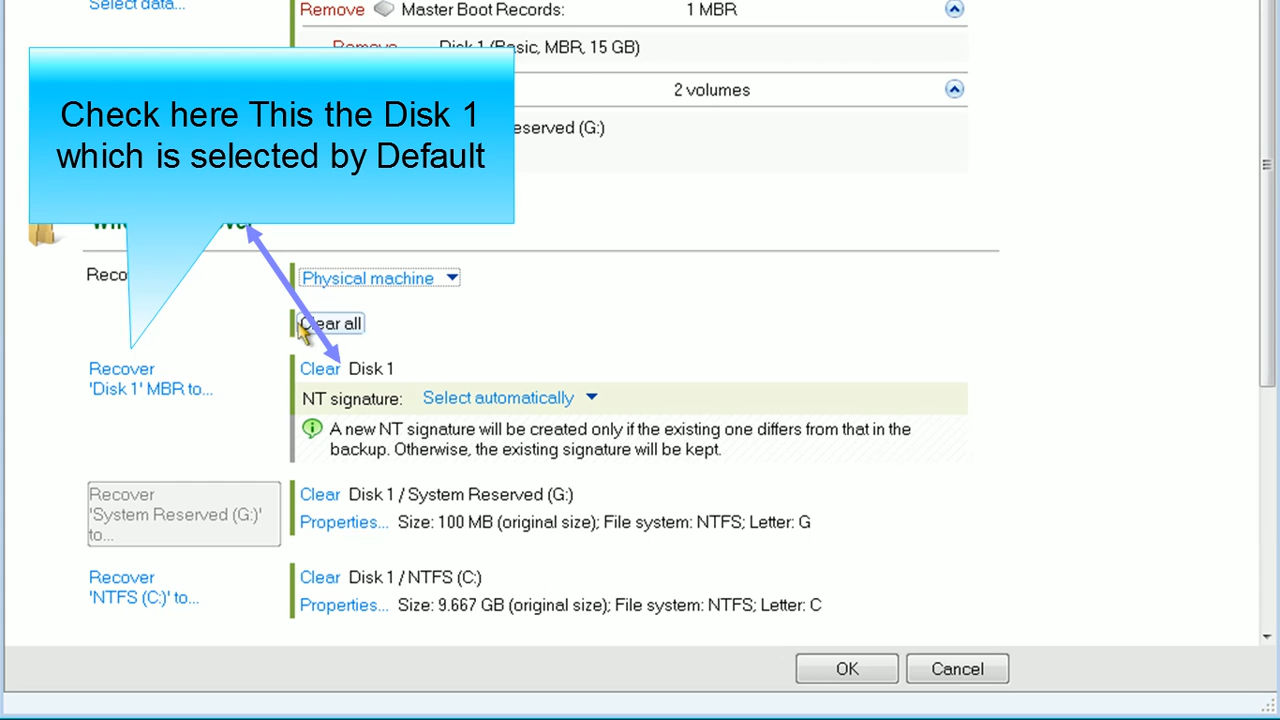 Select data...
Remove Master Boot Records: 1 MBR
Disk 1 (Basic, MBR, 15 GB)
Check here This the Disk 1
which is selected by Default
2 volumes
eserved (G:)
Reco
Physical machine
Clear all
Recover
'Disk 1' MBR to...
Clear Disk 1
NT signature: Select automatically
A new NT signature will be created only if the existing one differs from that in the
backup. Otherwise, the existing signature will be kept.
Recover
'System Reserved (G:)'
to...
Clear Disk 1 / System Reserved (G:)
Properties... Size: 100 MB (original size); File system: NTFS; Letter: G
Recover
'NTFS (C:)' to...
Clear Disk 1 / NTFS (C:)
Properties... Size: 9.667 GB (original size); File system: NTFS; Letter: C
OK Cancel